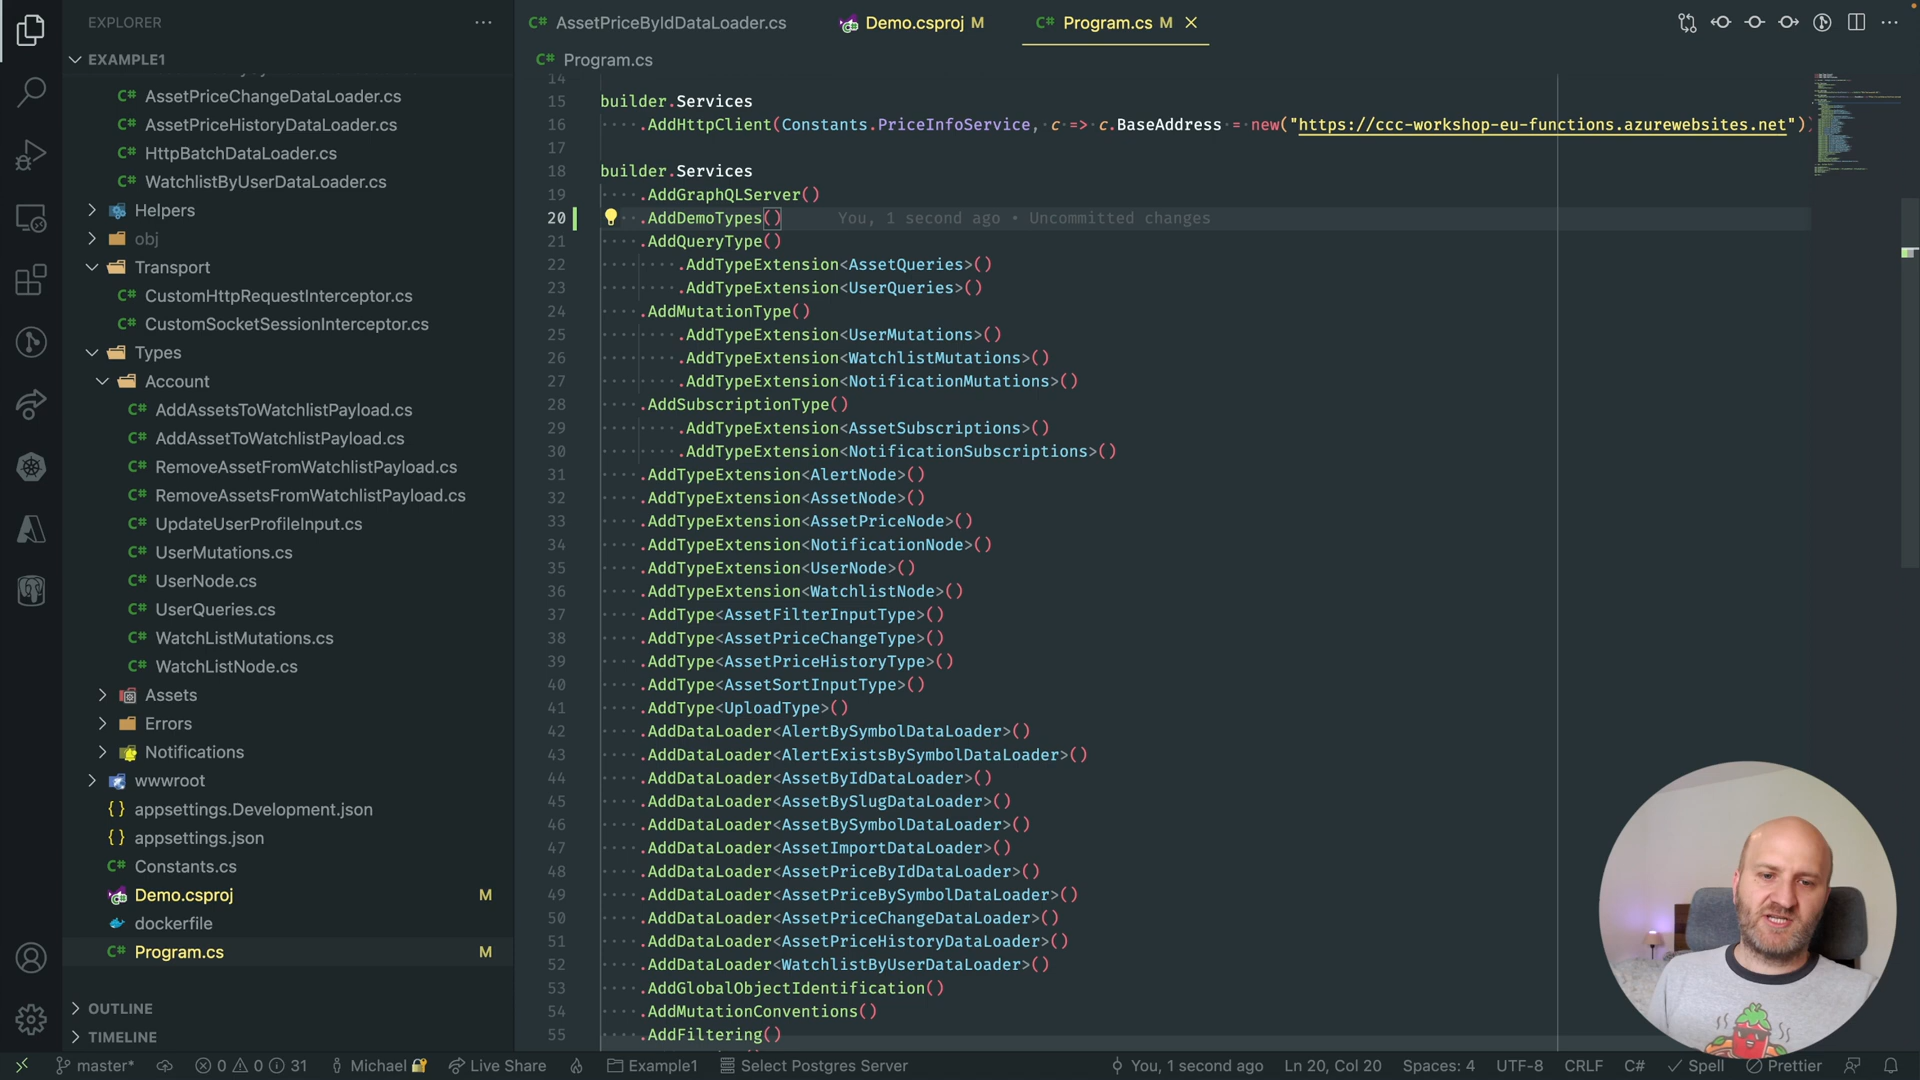 EXPLORER
AssetPriceByIdDataLoader.cs
Demo.csproj M
Program.cs M
EXAMPLE1
AssetPriceChangeDataLoader.cs
AssetPriceHistoryDataLoader.cs
HttpBatchDataLoader.cs
WatchlistByUserDataLoader.cs
Helpers
obj
Transport
CustomHttpRequestInterceptor.cs
CustomSocketSessionInterceptor.cs
Types
Account
AddAssetsToWatchlistPayload.cs
AddAssetToWatchlistPayload.cs
RemoveAssetFromWatchlistPayload.cs
RemoveAssetsFromWatchlistPayload.cs
UpdateUserProfileInput.cs
UserMutations.cs
UserNode.cs
UserQueries.cs
WatchListMutations.cs
WatchListNode.cs
Assets
Errors
Notifications
wwwroot
appsettings.Development.json
appsettings.json
Constants.cs
Demo.csproj M
dockerfile
Program.cs M
OUTLINE
TIMELINE
Program.cs
14
15 builder.Services
16 .AddHttpClient(Constants.PriceInfoService, c => c.BaseAddress = new("https://ccc-workshop-eu-functions.azurewebsites.net")
17
18 builder.Services
19 .AddGraphQLServer()
20 .AddDemoTypes() You, 1 second ago • Uncommitted changes
21 .AddQueryType()
22 .AddTypeExtension<AssetQueries>()
23 .AddTypeExtension<UserQueries>()
24 .AddMutationType()
25 .AddTypeExtension<UserMutations>()
26 .AddTypeExtension<WatchlistMutations>()
27 .AddTypeExtension<NotificationMutations>()
28 .AddSubscriptionType()
29 .AddTypeExtension<AssetSubscriptions>()
30 .AddTypeExtension<NotificationSubscriptions>()
31 .AddTypeExtension<AlertNode>()
32 .AddTypeExtension<AssetNode>()
33 .AddTypeExtension<AssetPriceNode>()
34 .AddTypeExtension<NotificationNode>()
35 .AddTypeExtension<UserNode>()
36 .AddTypeExtension<WatchlistNode>()
37 .AddType<AssetFilterInputType>()
38 .AddType<AssetPriceChangeType>()
39 .AddType<AssetPriceHistoryType>()
40 .AddType<AssetSortInputType>()
41 .AddType<UploadType>()
42 .AddDataLoader<AlertBySymbolDataLoader>()
43 .AddDataLoader<AlertExistsBySymbolDataLoader>()
44 .AddDataLoader<AssetByIdDataLoader>()
45 .AddDataLoader<AssetBySlugDataLoader>()
46 .AddDataLoader<AssetBySymbolDataLoader>()
47 .AddDataLoader<AssetImportDataLoader>()
48 .AddDataLoader<AssetPriceByIdDataLoader>()
49 .AddDataLoader<AssetPriceBySymbolDataLoader>()
50 .AddDataLoader<AssetPriceChangeDataLoader>()
51 .AddDataLoader<AssetPriceHistoryDataLoader>()
52 .AddDataLoader<WatchlistByUserDataLoader>()
53 .AddGlobalObjectIdentification()
54 .AddMutationConventions()
55 .AddFiltering()
master* 0 0 31 Michael Live Share Example1 Select Postgres Server You, 1 second ago Ln 20, Col 20 Spaces: 4 UTF-8 CRLF C# Spell Prettier